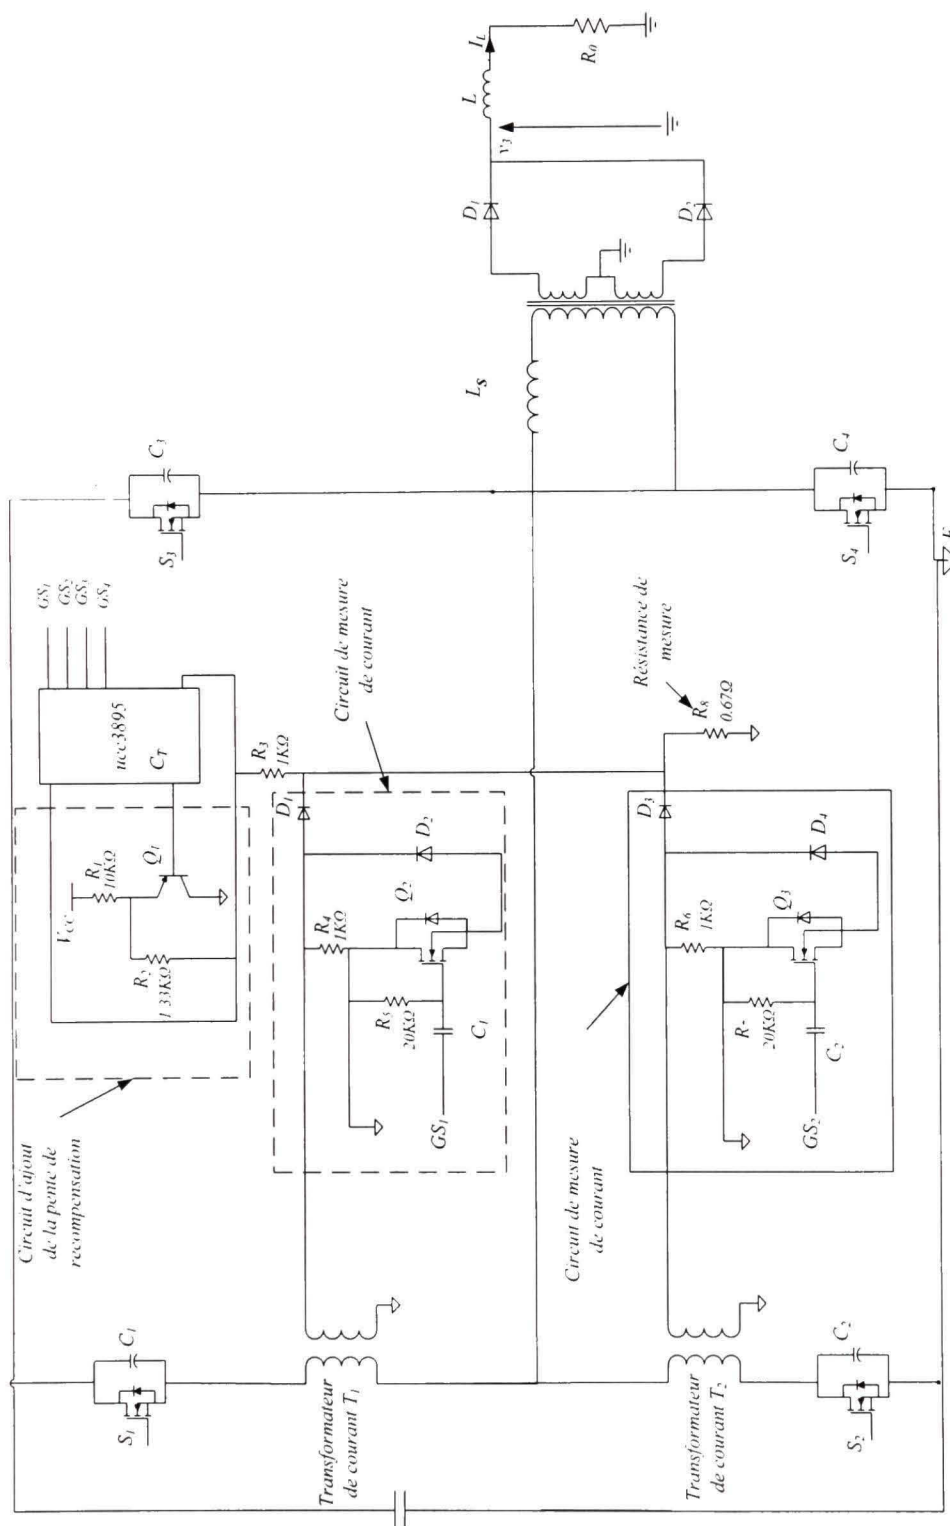 Circuit d'ajout
de la pente de
recompensation
V_CC
R_1
10KΩ
R_2
1 33KΩ
Q_1
ucc3895
C_T
GS_1
GS_2
GS_3
GS_4
S_1
C_1
S_3
C_3
R_3
1KΩ
Circuit de mesure
de courant
D_1
R_4
1KΩ
D_2
Q_2
R_5
20KΩ
C_1
GS_1
Transformateur
de courant T_1
L_s
D_1
D_2
v_3
L
I_L
R_0
Résistance de
mesure
R_8
0.67Ω
Circuit de mesure
de courant
D_3
R_6
1KΩ
D_4
Q_3
20KΩ
C_2
GS_2
Transformateur
de courant T_2
S_2
C_2
S_4
C_4